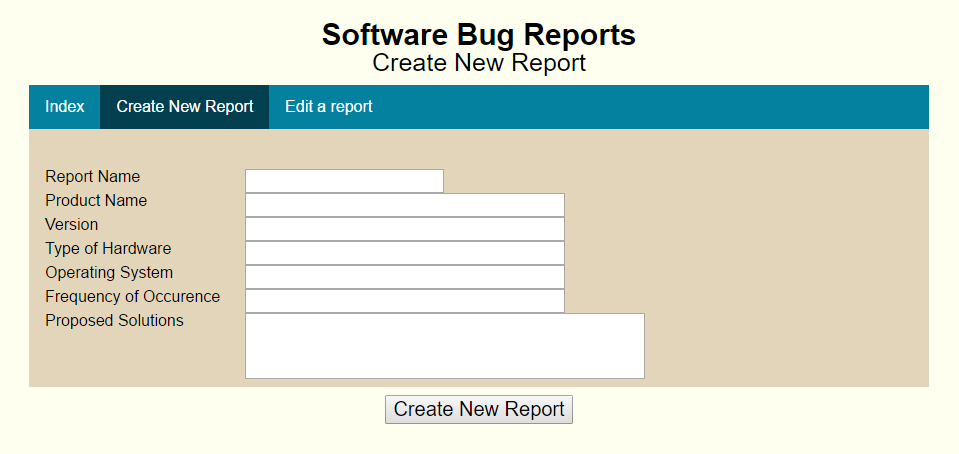 Software Bug Reports
Create New Report
Index Create New Report Edit a report
Report Name
Product Name
Version
Type of Hardware
Operating System
Frequency of Occurence
Proposed Solutions
Create New Report